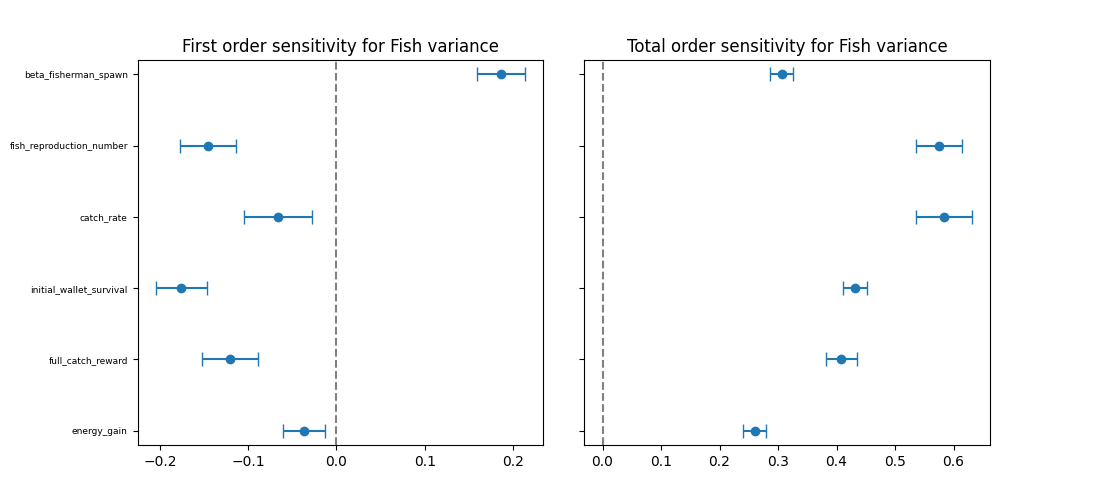 First order sensitivity for Fish variance
Total order sensitivity for Fish variance
beta_fisherman_spawn
fish_reproduction_number
catch_rate
initial_wallet_survival
full_catch_reward
energy_gain
−0.2 −0.1 0.0 0.1 0.2
0.0 0.1 0.2 0.3 0.4 0.5 0.6